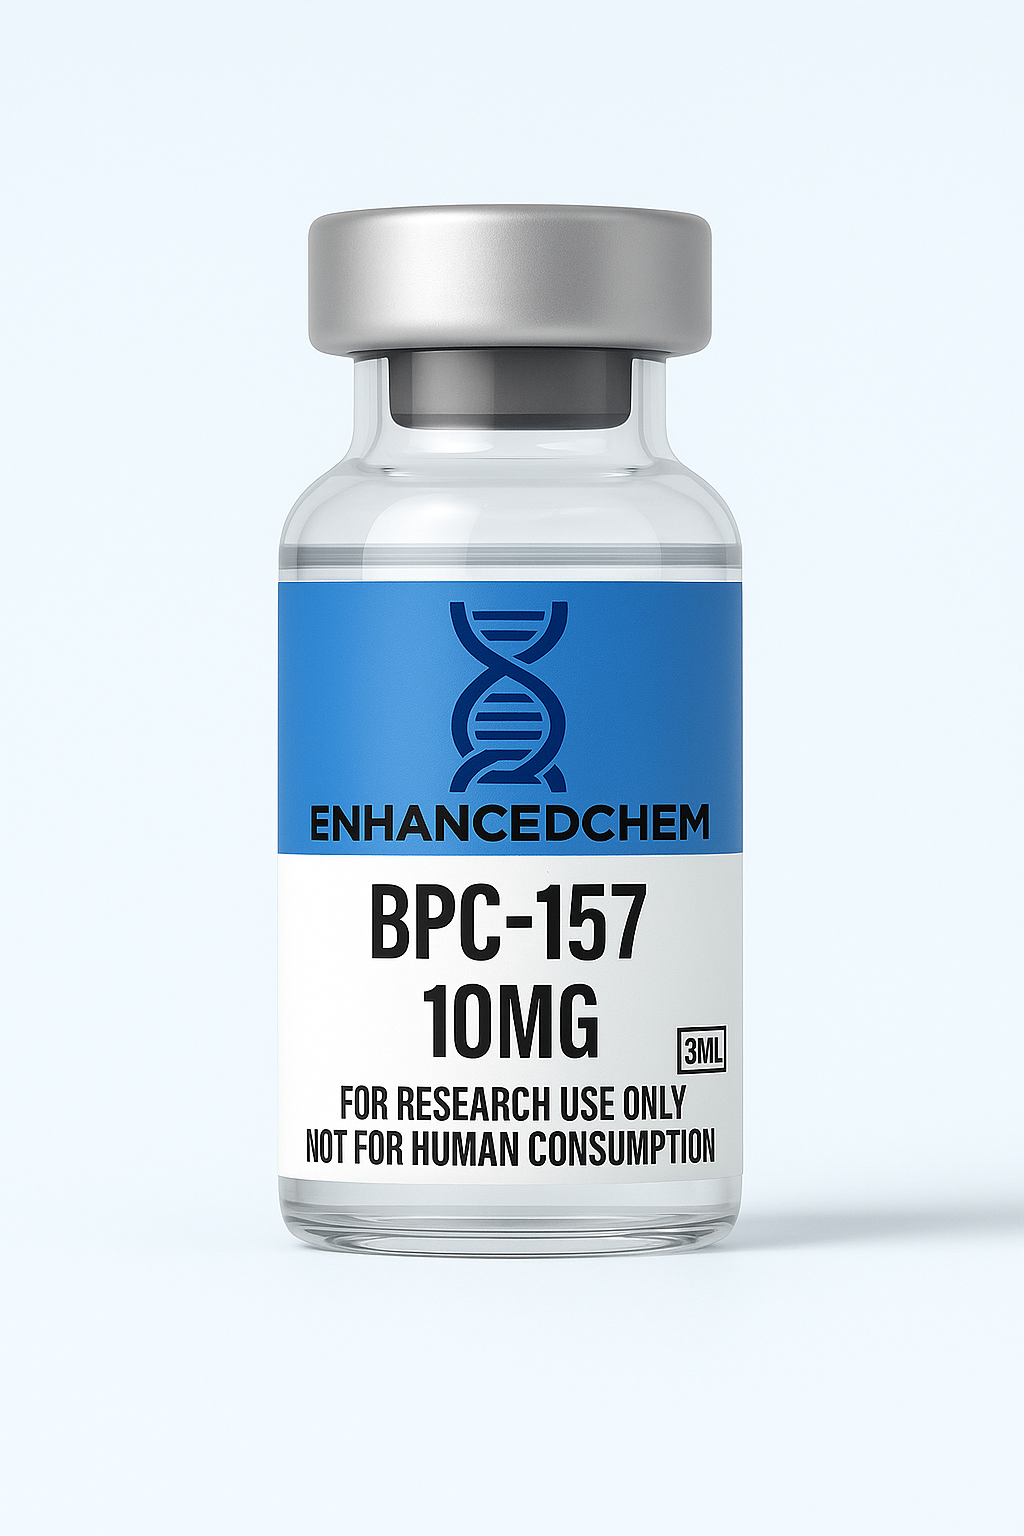 ENHANCEDCHEM
BPC-157
10MG
3ML
FOR RESEARCH USE ONLY
NOT FOR HUMAN CONSUMPTION